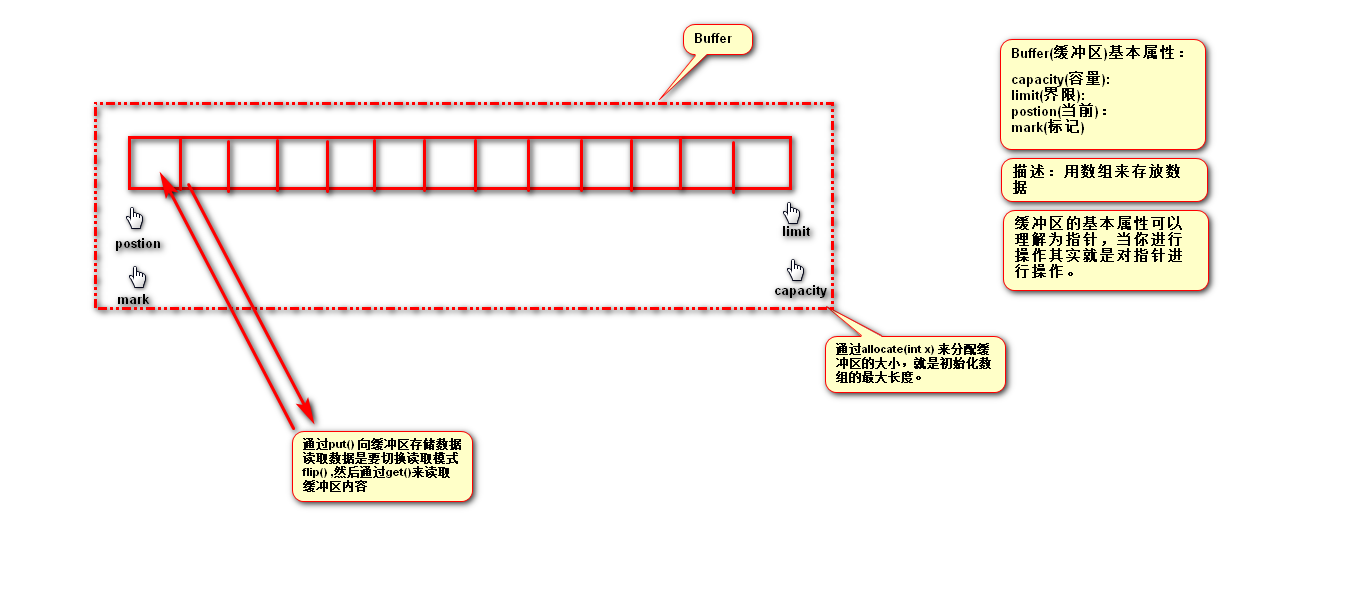 Buffer
Buffer(缓冲区)基本属性：
capacity(容量):
limit(界限):
postion(当前)：
mark(标记)
描述：用数组来存放数
据
缓冲区的基本属性可以
理解为指针，当你进行
操作其实就是对指针进
行操作。
postion
mark
limit
capacity
通过allocate(int x) 来分配缓
冲区的大小，就是初始化数
组的最大长度。
通过put() 向缓冲区存储数据
读取数据是要切换读取模式
flip() ,然后通过get()来读取
缓冲区内容